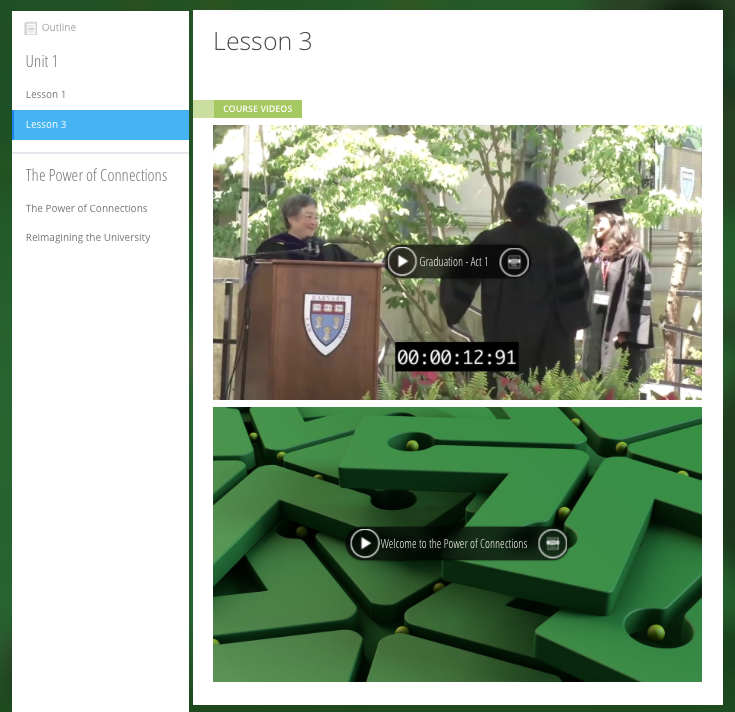 Outline
Unit 1
Lesson 1
Lesson 3
The Power of Connections
The Power of Connections
Reimagining the University
Lesson 3
COURSE VIDEOS
Graduation - Act 1
HARVARD
00:00:12:91
Welcome to the Power of Connections